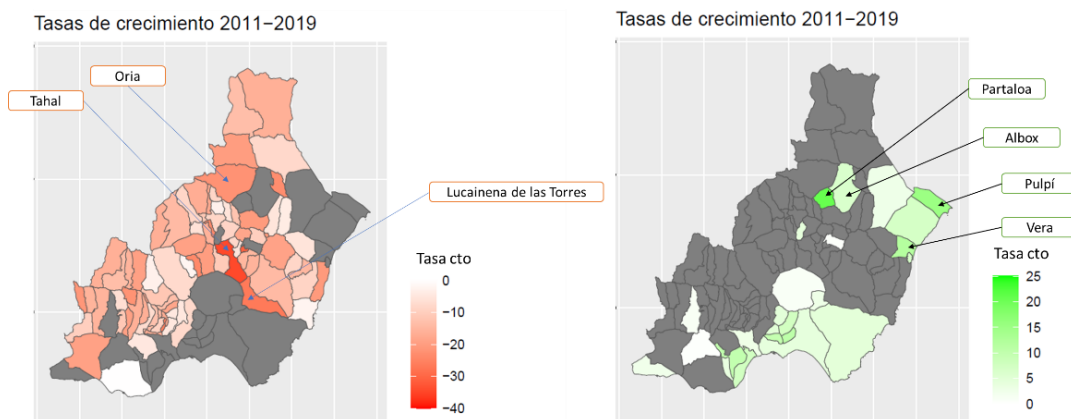 Tasas de crecimiento 2011−2019
Oria
Tahal
Lucainena de las Torres
Tasa cto
0
−10
−20
−30
−40
Tasas de crecimiento 2011−2019
Partaloa
Albox
Pulpí
Vera
Tasa cto
25
20
15
10
5
0